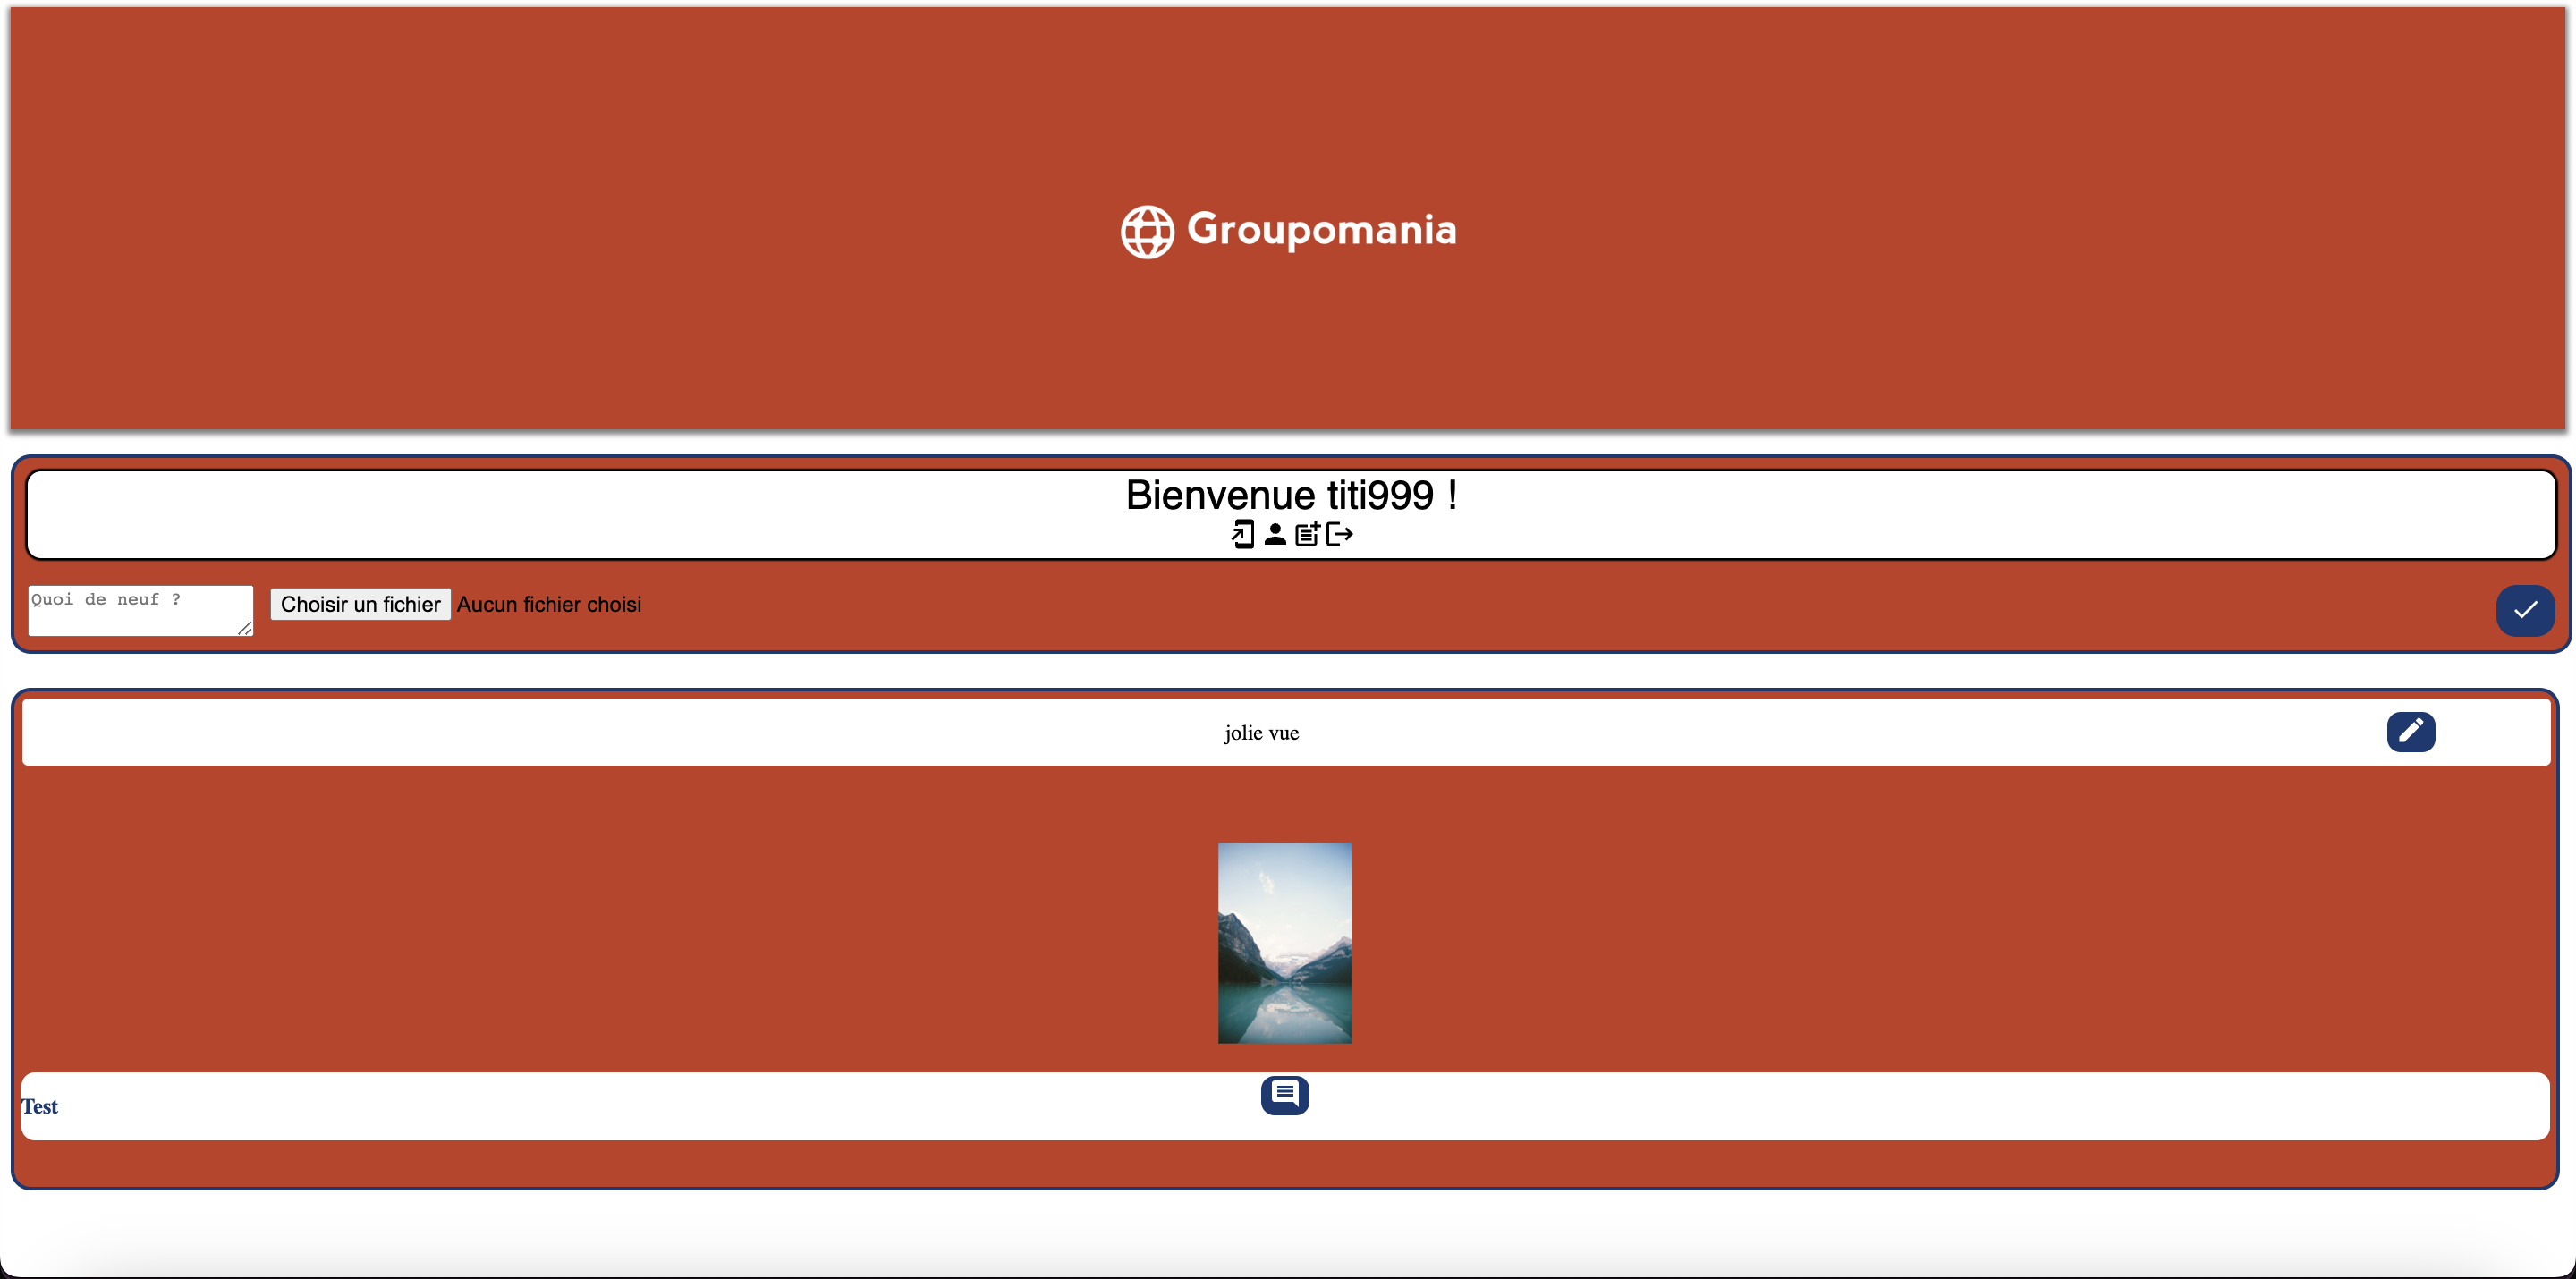 Groupomania
Bienvenue titi999 !
Quoi de neuf ?
Choisir un fichier Aucun fichier choisi
jolie vue
Test